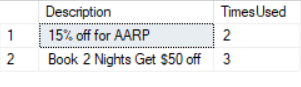 Description TimesUsed
1 15% off for AARP 2
2 Book 2 Nights Get $50 off 3